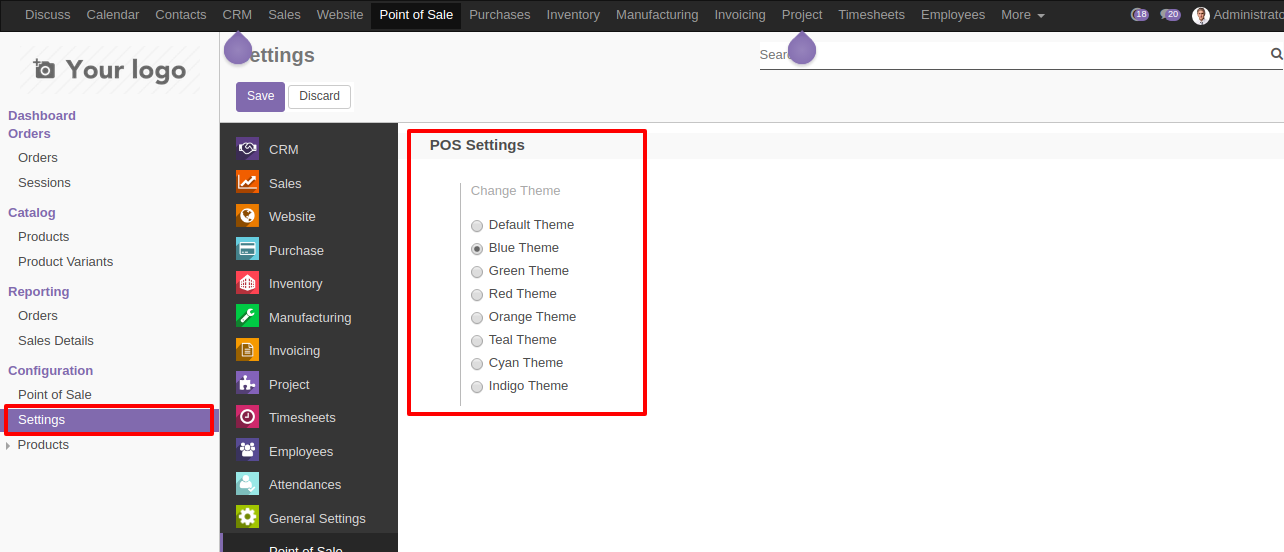 Discuss Calendar Contacts CRM Sales Website Point of Sale Purchases Inventory Manufacturing Invoicing Project Timesheets Employees More 18 20 Administrato
Your logo
Settings
Sear
Save Discard
Dashboard
Orders
Orders
Sessions
Catalog
Products
Product Variants
Reporting
Orders
Sales Details
Configuration
Point of Sale
Settings
Products
CRM
Sales
Website
Purchase
Inventory
Manufacturing
Invoicing
Project
Timesheets
Employees
Attendances
General Settings
Point of Sale
POS Settings
Change Theme
Default Theme
Blue Theme
Green Theme
Red Theme
Orange Theme
Teal Theme
Cyan Theme
Indigo Theme